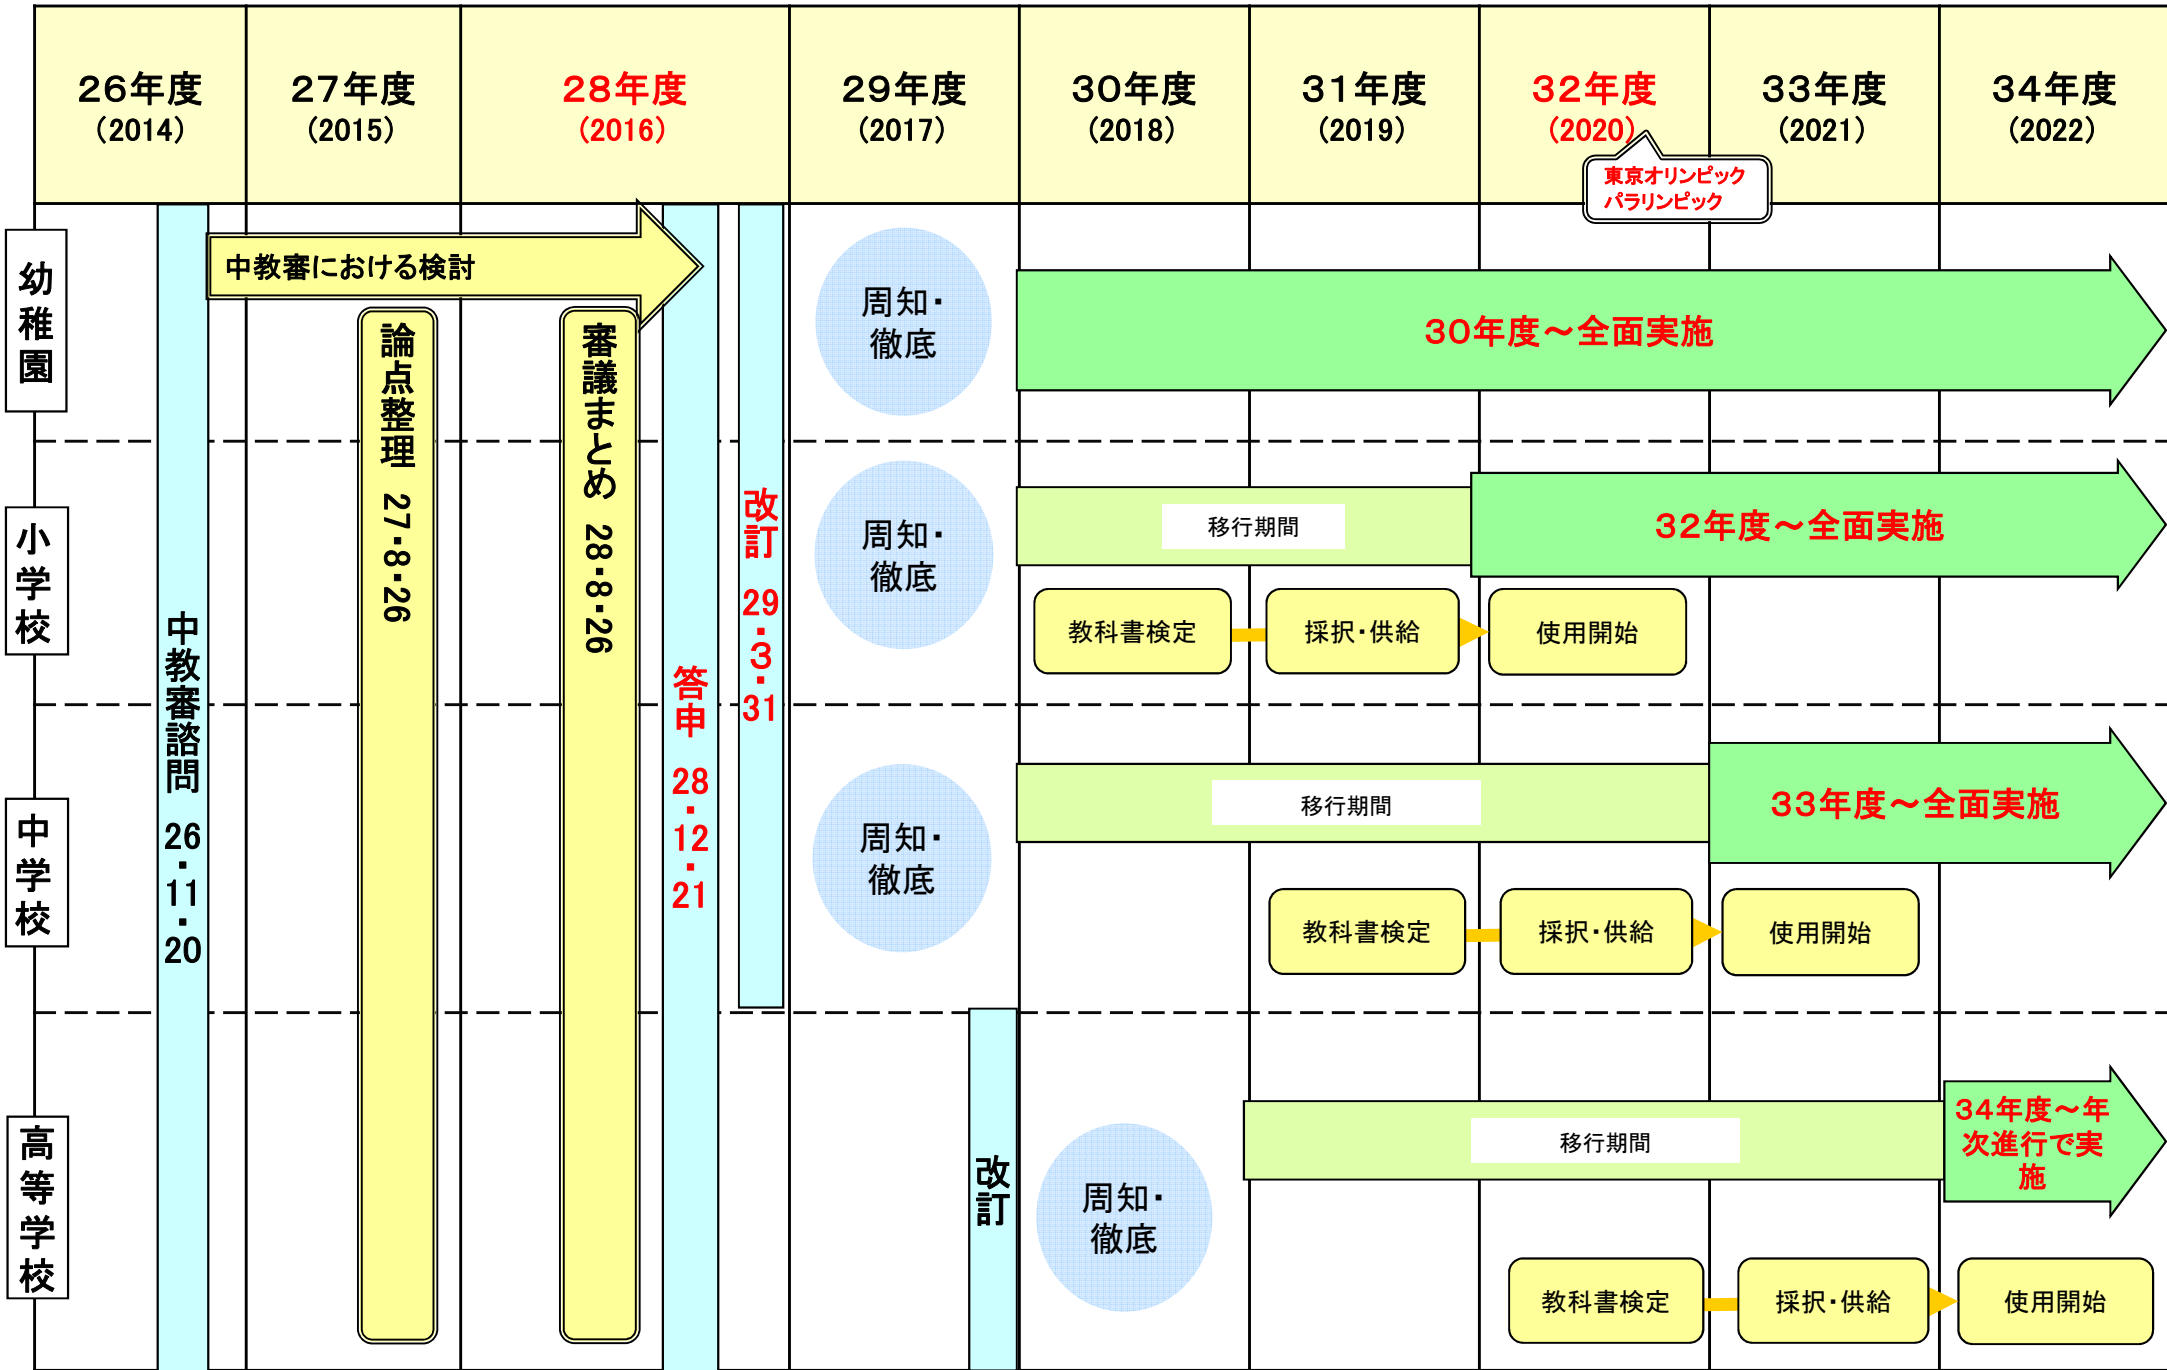 26年度
(2014)
27年度
(2015)
28年度
(2016)
29年度
(2017)
30年度
(2018)
31年度
(2019)
32年度
(2020)
33年度
(2021)
34年度
(2022)
東京オリンピック
パラリンピック
中教審諮問 26・11・20
中教審における検討
論点整理 27・8・26
審議まとめ 28・8・26
答申 28・12・21
改訂 29・3・31
幼稚園
周知・
徹底
30年度~全面実施
小学校
周知・
徹底
移行期間
32年度~全面実施
教科書検定
採択・供給
使用開始
中学校
周知・
徹底
移行期間
33年度~全面実施
教科書検定
採択・供給
使用開始
高等学校
改訂
周知・
徹底
移行期間
34年度~年
次進行で実
施
教科書検定
採択・供給
使用開始